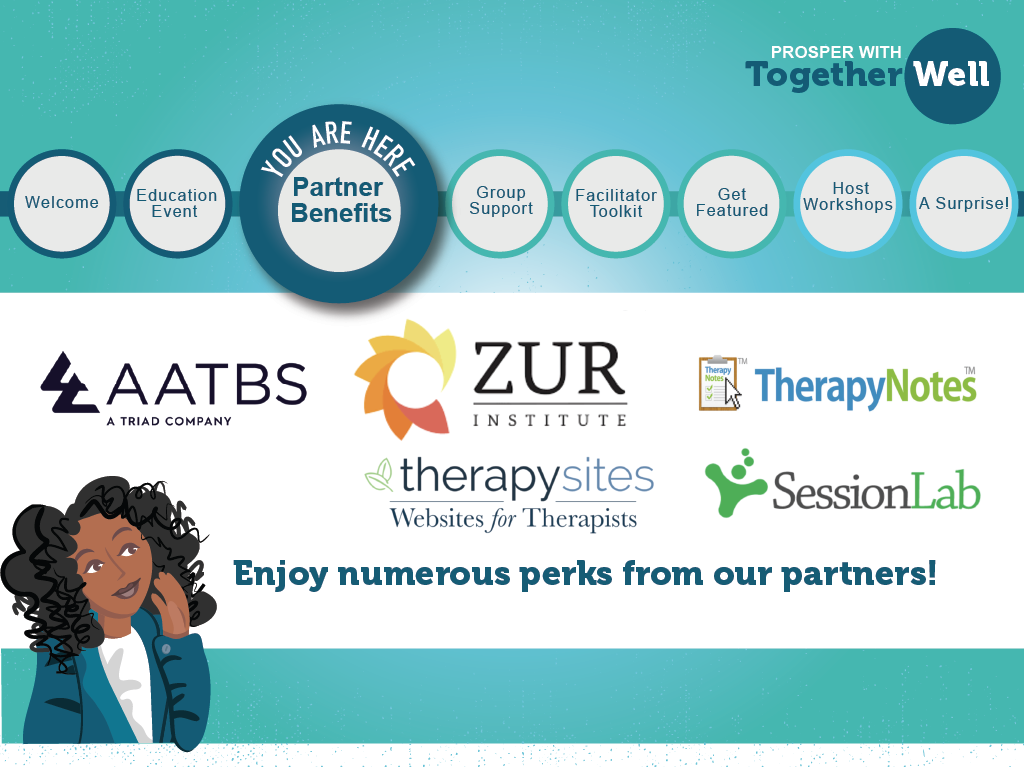 PROSPER WITH
Together Well
YOU ARE HERE
Welcome
Education
Event
Partner
Benefits
Group
Support
Facilitator
Toolkit
Get
Featured
Host
Workshops
A Surprise!
AATBS
A TRIAD COMPANY
ZUR
INSTITUTE
Therapy
Notes
TM
TherapyNotes
TM
therapysites
Websites for Therapists
SessionLab
Enjoy numerous perks from our partners!